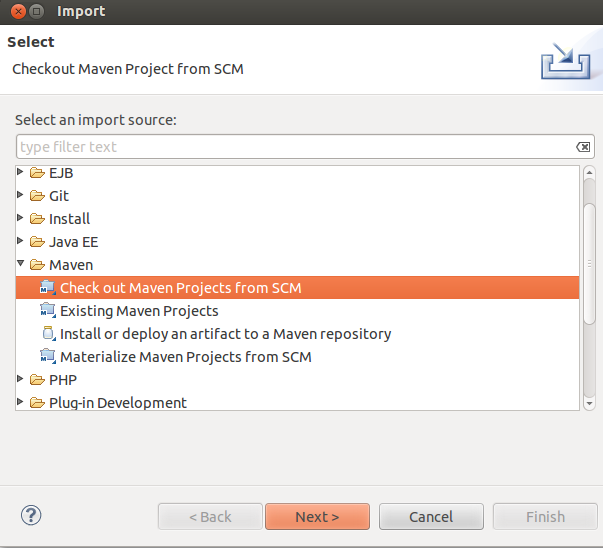 Import
Select
Checkout Maven Project from SCM
Select an import source:
type filter text
EJB
Git
Install
Java EE
Maven
Check out Maven Projects from SCM
Existing Maven Projects
Install or deploy an artifact to a Maven repository
Materialize Maven Projects from SCM
PHP
Plug-in Development
< Back
Next >
Cancel
Finish